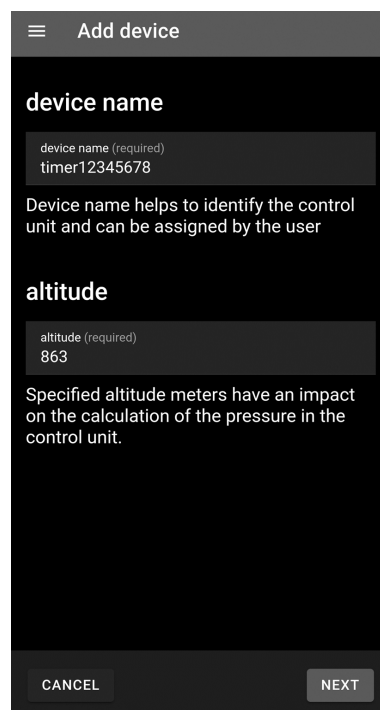 Add device
device name
device name (required)
timer12345678
Device name helps to identify the control
unit and can be assigned by the user
altitude
altitude (required)
863
Specified altitude meters have an impact
on the calculation of the pressure in the
control unit.
CANCEL
NEXT